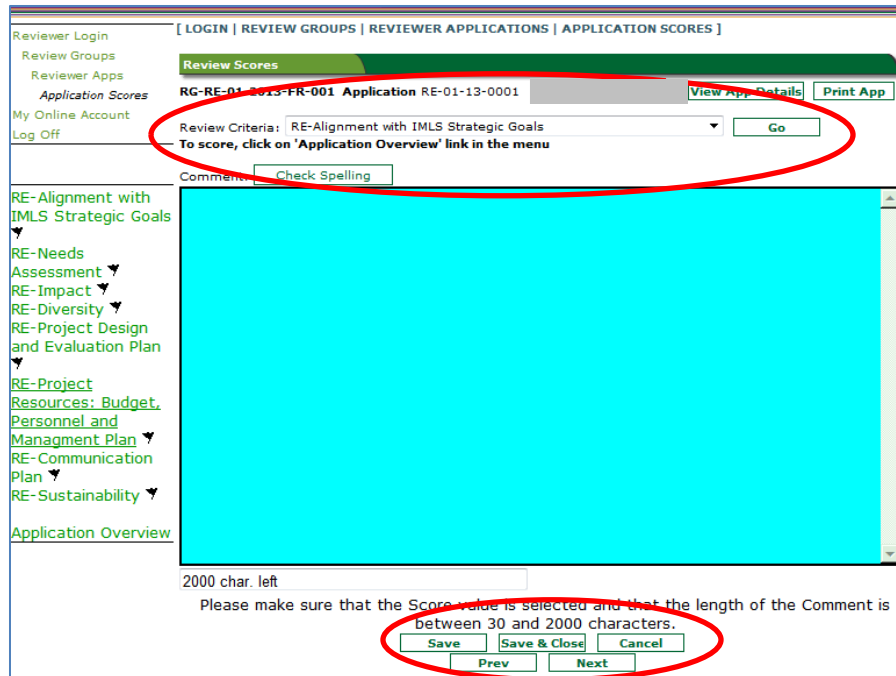 Reviewer Login
Review Groups
Reviewer Apps
Application Scores
My Online Account
Log Off
RE-Alignment with
IMLS Strategic Goals
RE-Needs
Assessment
RE-Impact
RE-Diversity
RE-Project Design
and Evaluation Plan
RE-Project
Resources: Budget,
Personnel and
Managment Plan
RE-Communication
Plan
RE-Sustainability
Application Overview
[ LOGIN | REVIEW GROUPS | REVIEWER APPLICATIONS | APPLICATION SCORES ]
Review Scores
RG-RE-01-2013-FR-001 Application RE-01-13-0001 View App Details Print App
Review Criteria: RE-Alignment with IMLS Strategic Goals Go
To score, click on 'Application Overview' link in the menu
Comment: Check Spelling
2000 char. left
Please make sure that the Score value is selected and that the length of the Comment is
between 30 and 2000 characters.
Save Save & Close Cancel
Prev Next